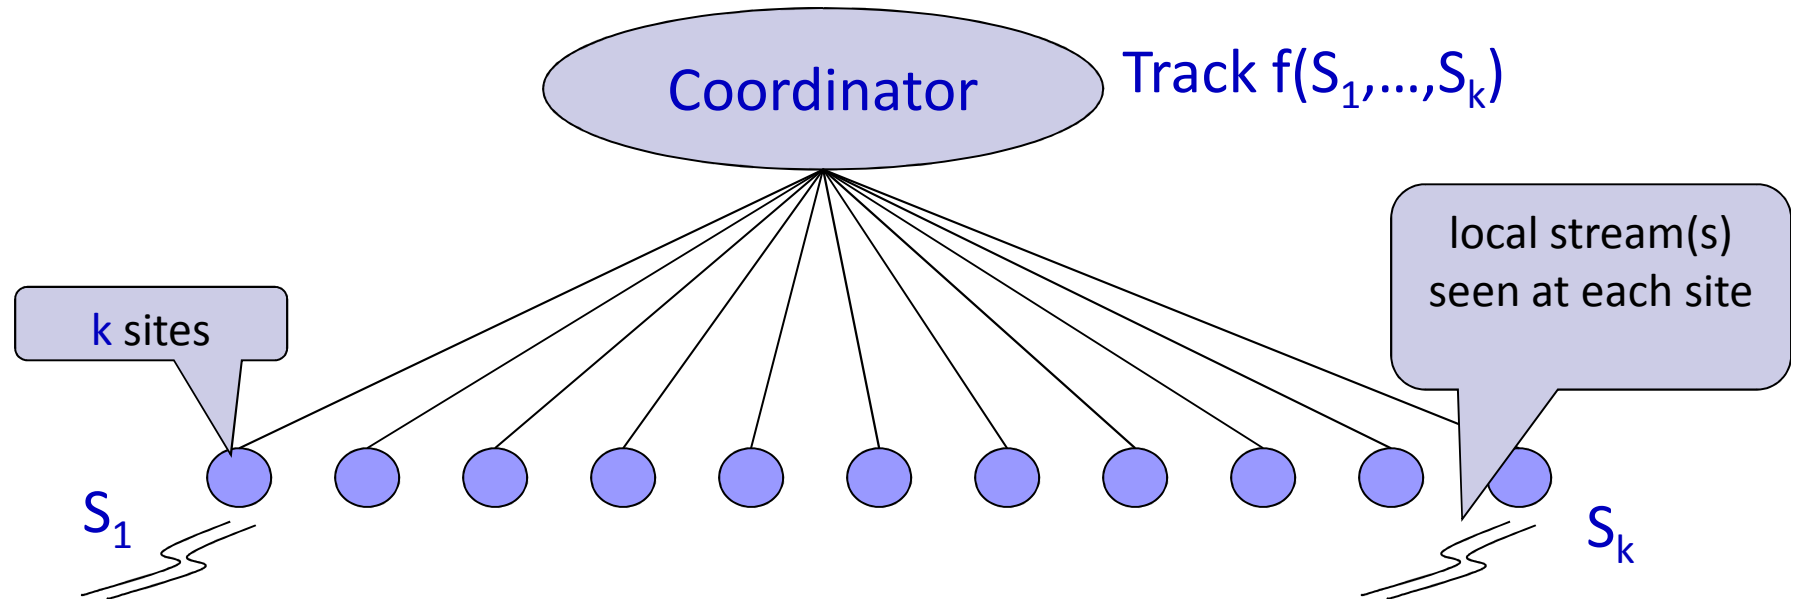 Coordinator
Track f(S₁,...,Sₖ)
local stream(s)
seen at each site
k sites
S₁
Sₖ